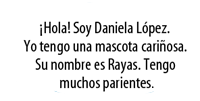 ¡Hola! Soy Daniela López.
Yo tengo una mascota cariñosa.
Su nombre es Rayas. Tengo
muchos parientes.